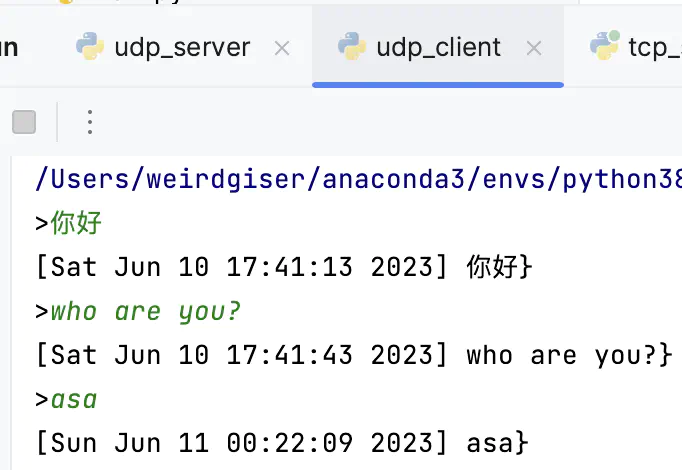 un udp_server udp_client tcp_
/Users/weirdgiser/anaconda3/envs/python38
>你好
[Sat Jun 10 17:41:13 2023] 你好}
>who are you?
[Sat Jun 10 17:41:43 2023] who are you?}
>asa
[Sun Jun 11 00:22:09 2023] asa}